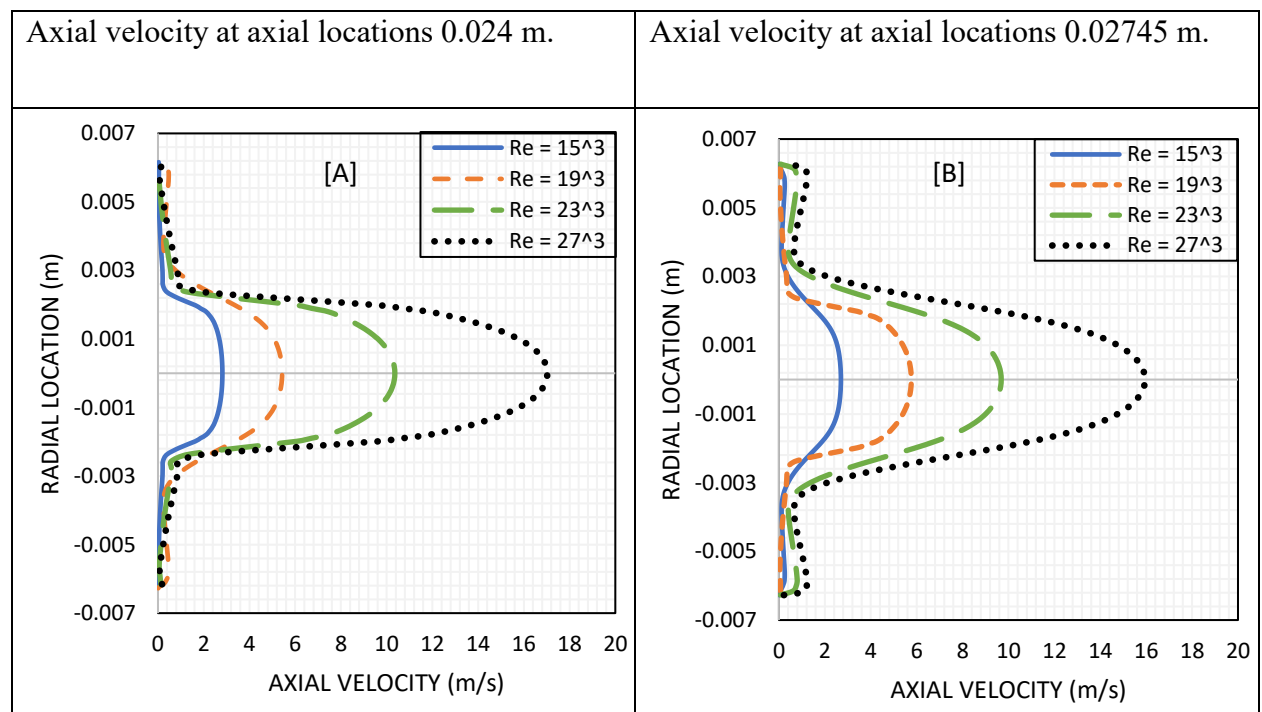 Axial velocity at axial locations 0.024 m.
Axial velocity at axial locations 0.02745 m.
[A]
Re = 15^3
Re = 19^3
Re = 23^3
Re = 27^3
0.007
0.005
0.003
0.001
-0.001
-0.003
-0.005
-0.007
RADIAL LOCATION (m)
0 2 4 6 8 10 12 14 16 18 20
AXIAL VELOCITY (m/s)
[B]
Re = 15^3
Re = 19^3
Re = 23^3
Re = 27^3
0.007
0.005
0.003
0.001
-0.001
-0.003
-0.005
-0.007
RADIAL LOCATION (m)
0 2 4 6 8 10 12 14 16 18 20
AXIAL VELOCITY (m/s)